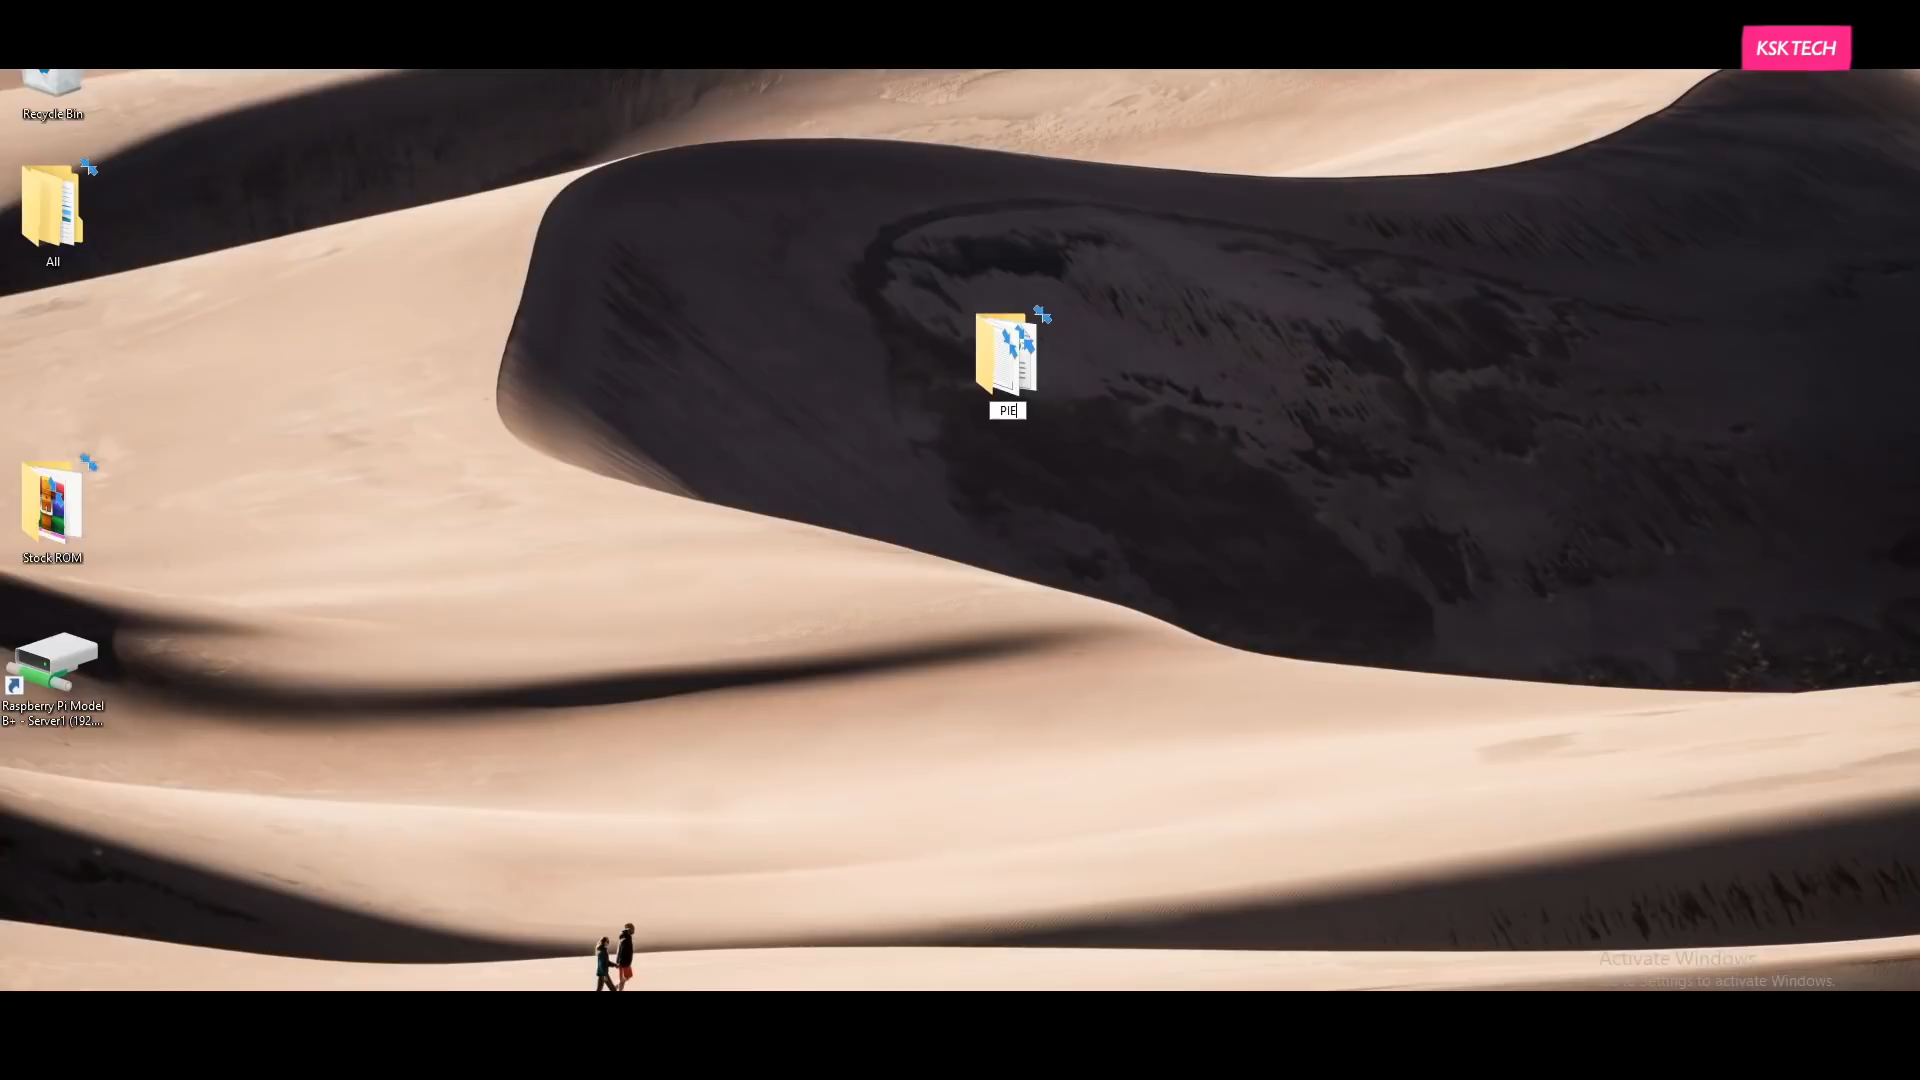 KSK TECH
Recycle Bin
All
PIE
Stock ROM
Raspberry Pi Model
B+ - Server1 (192....
Activate Windows
Settings to activate Windows.